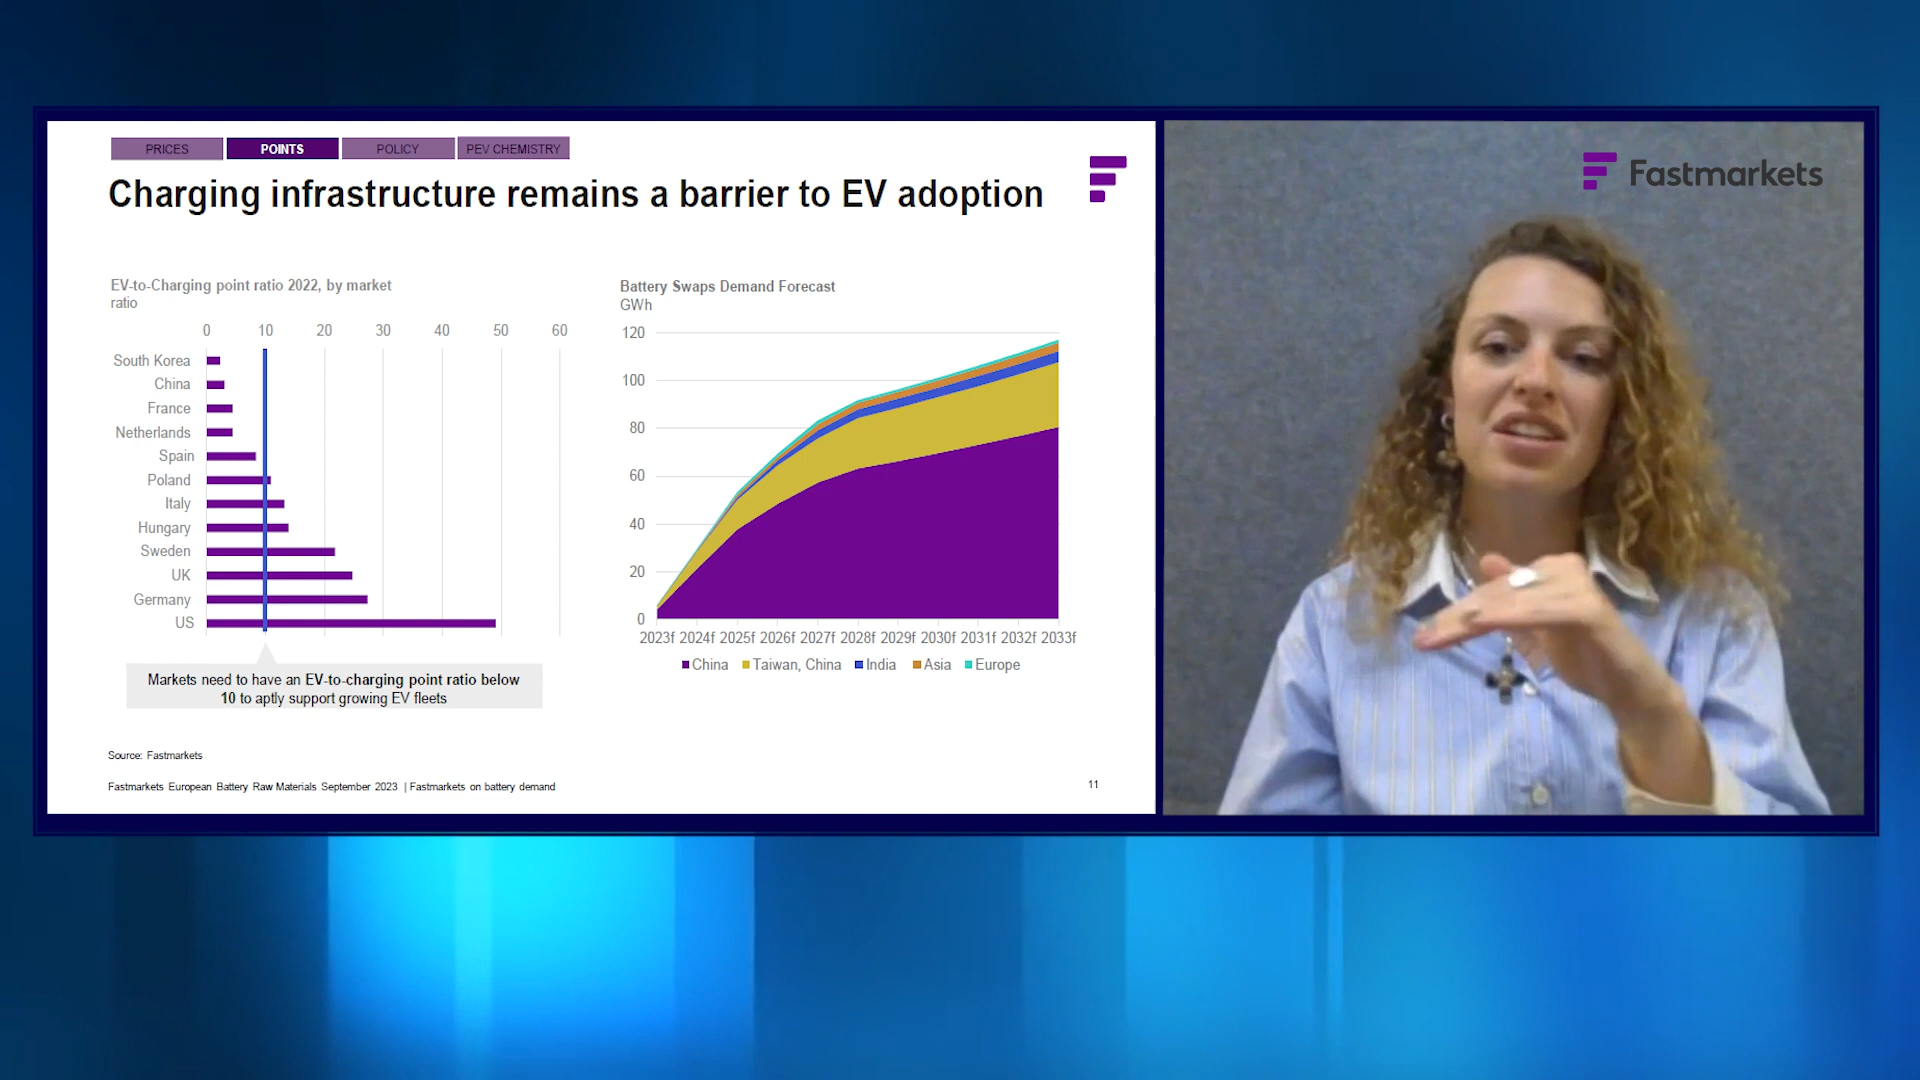 PRICES
POINTS
POLICY
PEV CHEMISTRY
Charging infrastructure remains a barrier to EV adoption
EV-to-Charging point ratio 2022, by market
ratio
0 10 20 30 40 50 60
South Korea
China
France
Netherlands
Spain
Poland
Italy
Hungary
Sweden
UK
Germany
US
Markets need to have an EV-to-charging point ratio below
10 to aptly support growing EV fleets
Battery Swaps Demand Forecast
GWh
120
100
80
60
40
20
0
2023f 2024f 2025f 2026f 2027f 2028f 2029f 2030f 2031f 2032f 2033f
China Taiwan, China India Asia Europe
Source: Fastmarkets
Fastmarkets European Battery Raw Materials September 2023 | Fastmarkets on battery demand
11
Fastmarkets